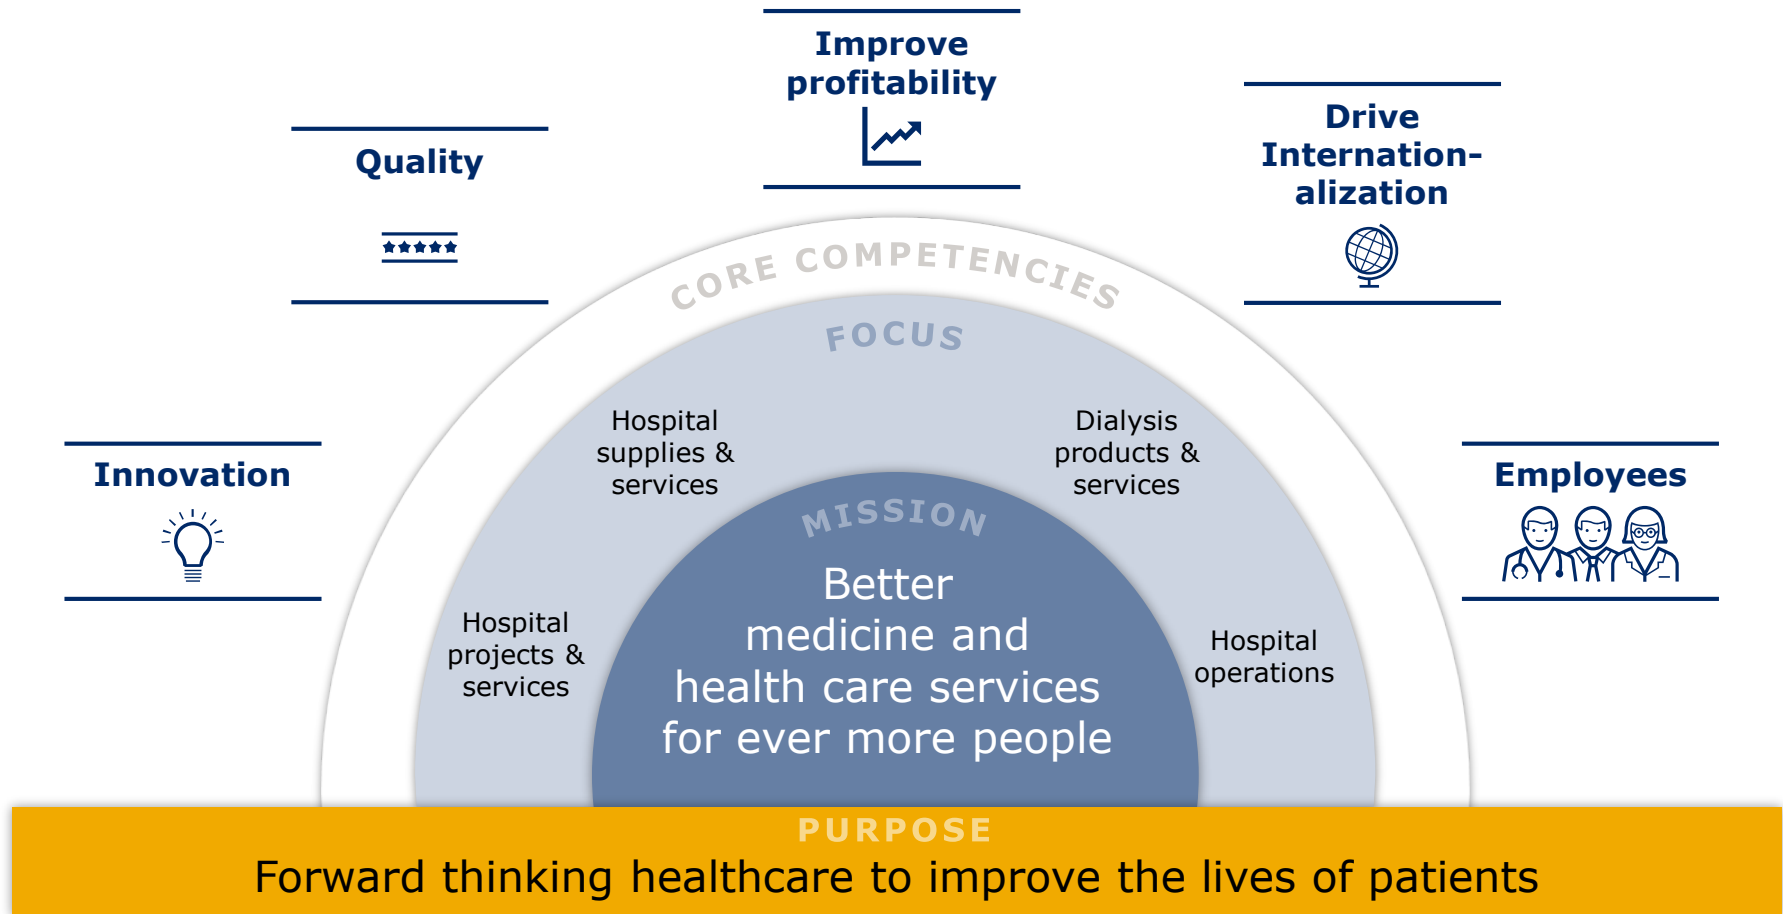 Improve
profitability
Drive
Internation-
alization
Quality
CORE COMPETENCIES
FOCUS
Hospital
supplies &
services
Dialysis
products &
services
Innovation
Employees
MISSION
Better
medicine and
health care services
for ever more people
Hospital
projects &
services
Hospital
operations
PURPOSE
Forward thinking healthcare to improve the lives of patients